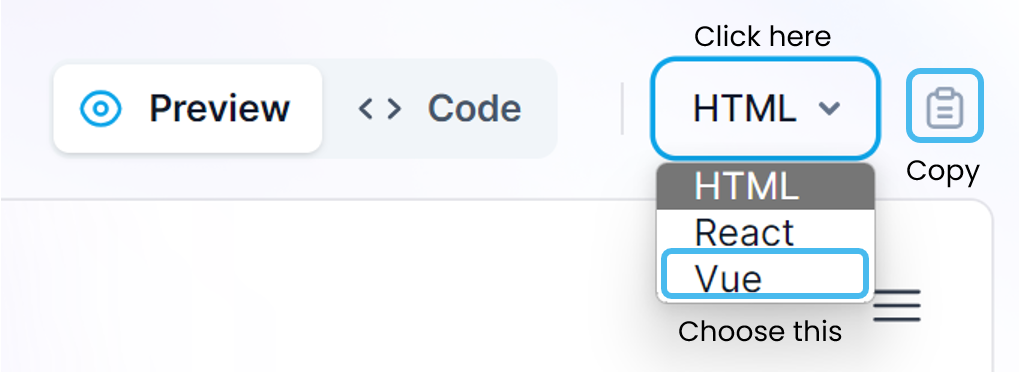 Click here
Preview
Code
HTML
Copy
HTML
React
Vue
Choose this